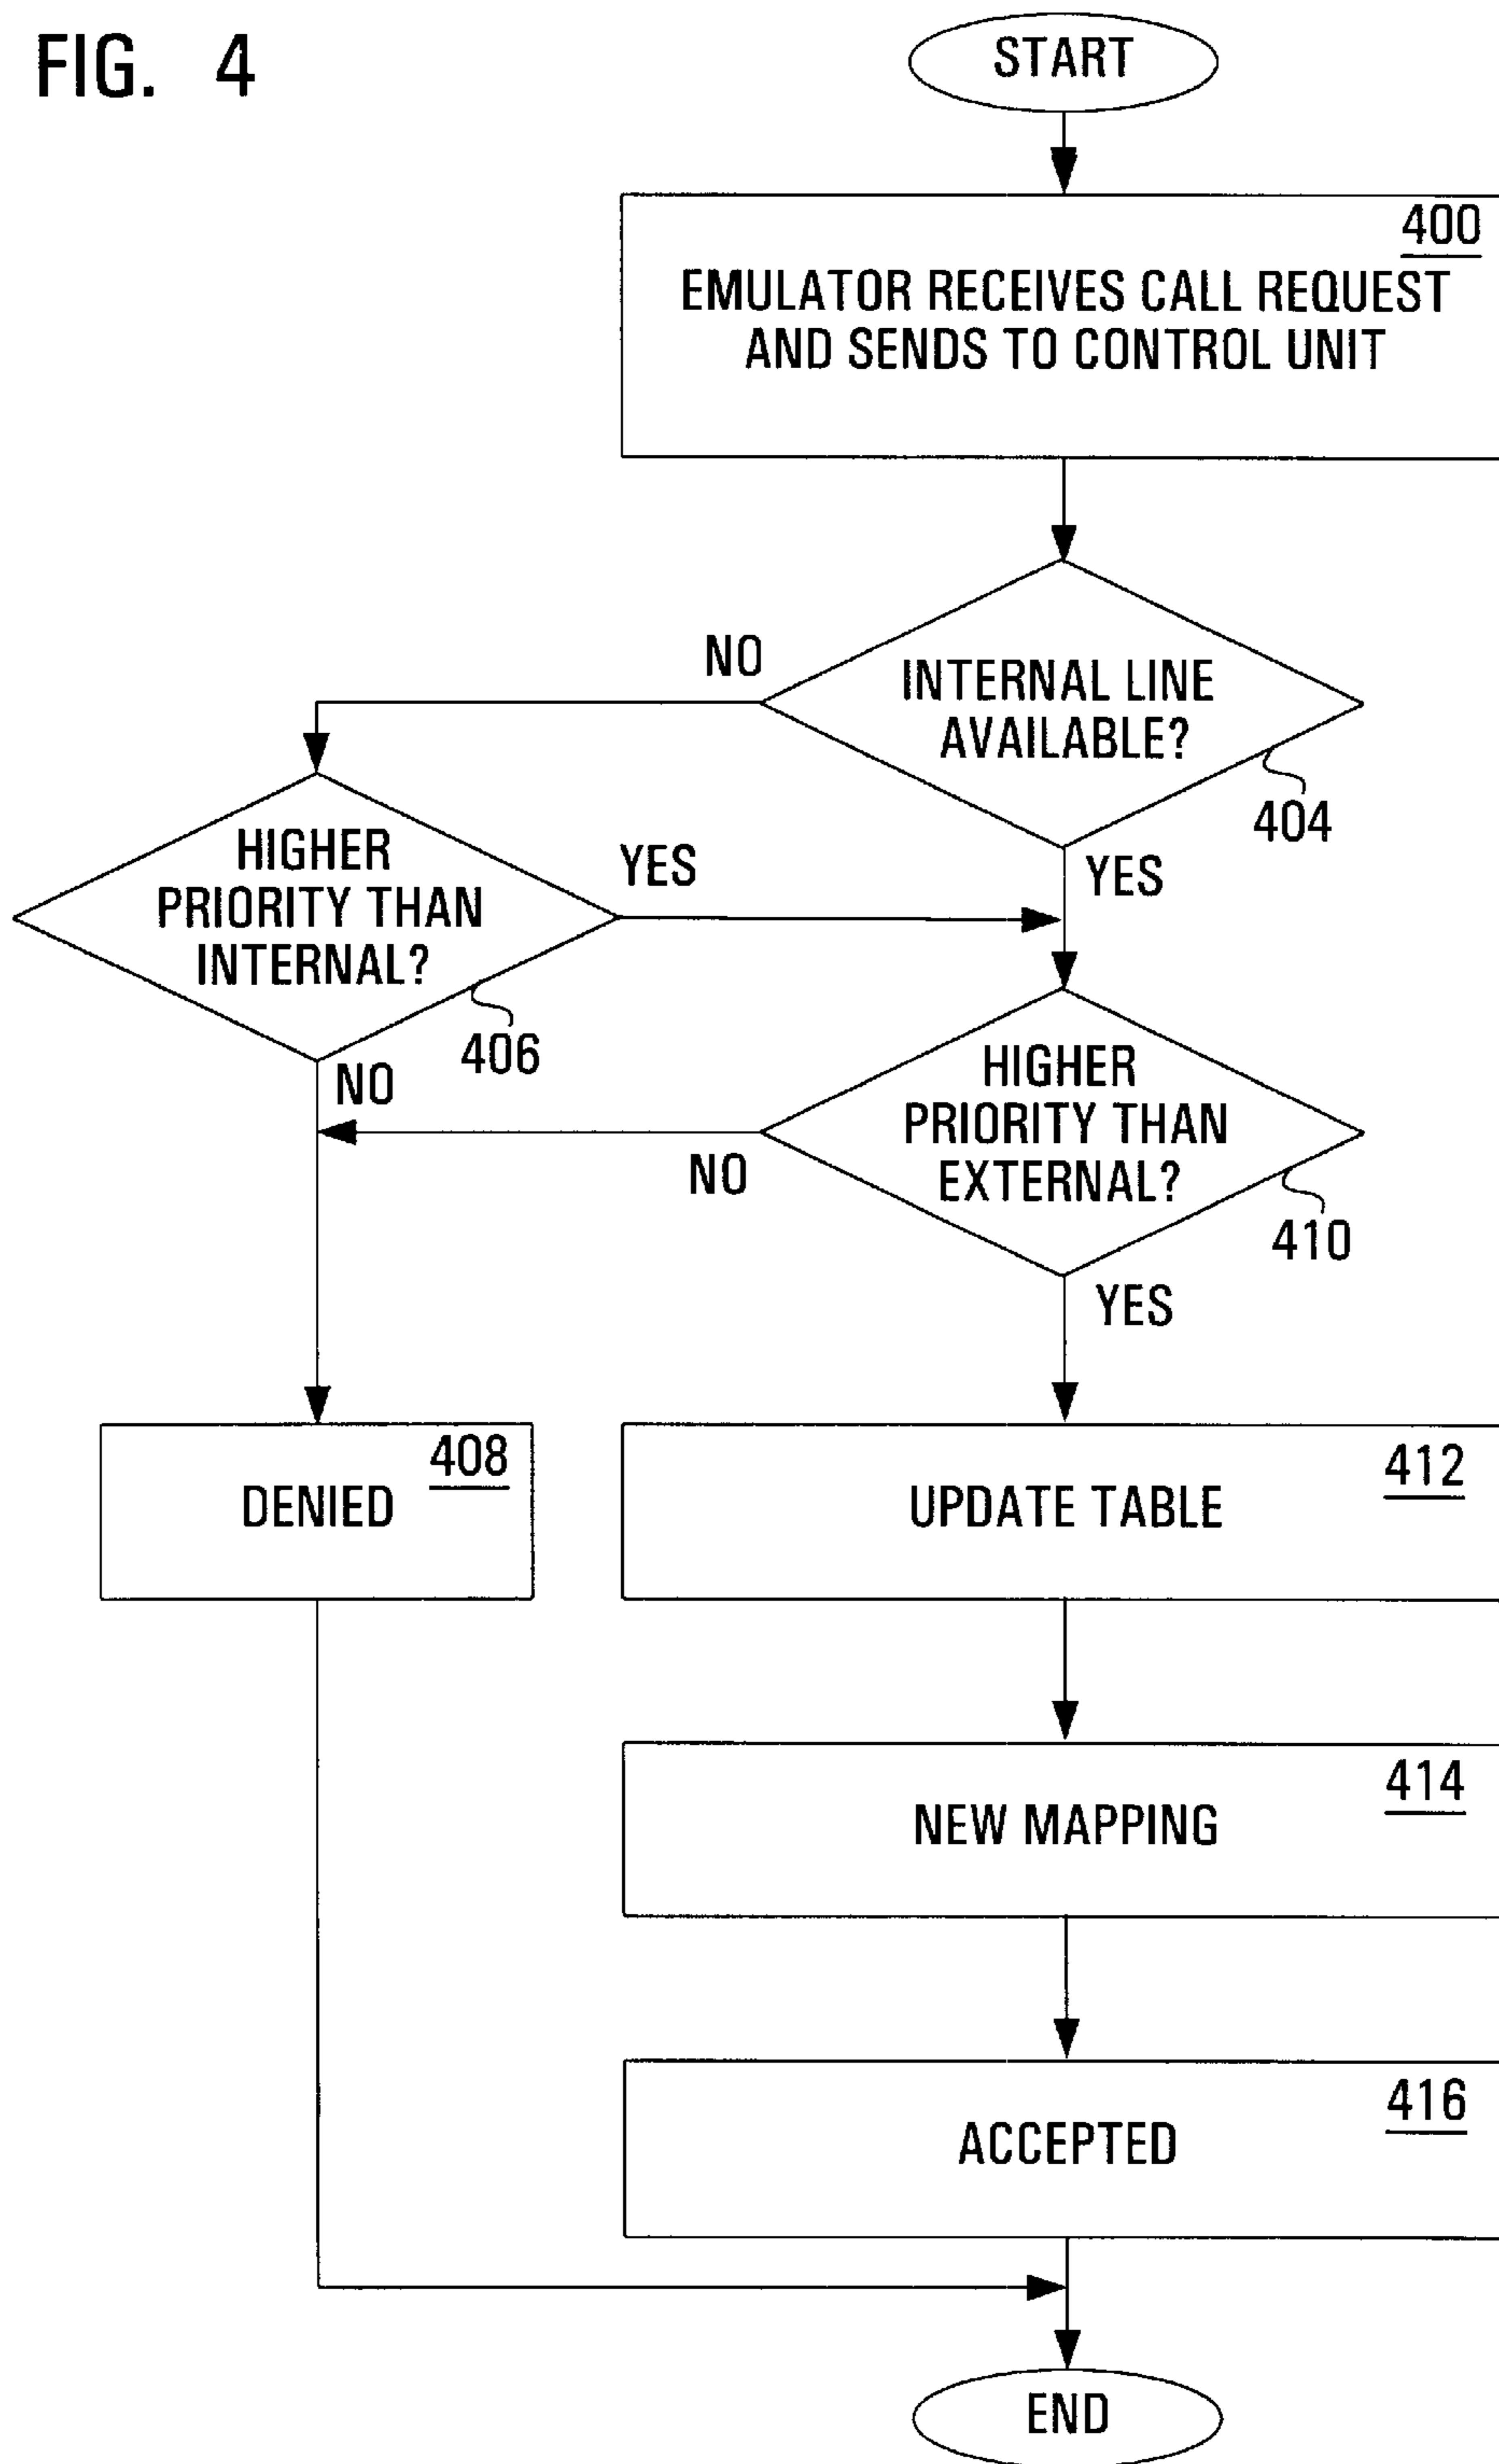 FIG. 4
START
400
EMULATOR RECEIVES CALL REQUEST
AND SENDS TO CONTROL UNIT
NO
INTERNAL LINE
AVAILABLE?
404
HIGHER
PRIORITY THAN
INTERNAL?
YES
YES
406
NO
HIGHER
PRIORITY THAN
EXTERNAL?
NO
410
YES
408
DENIED
412
UPDATE TABLE
414
NEW MAPPING
416
ACCEPTED
END